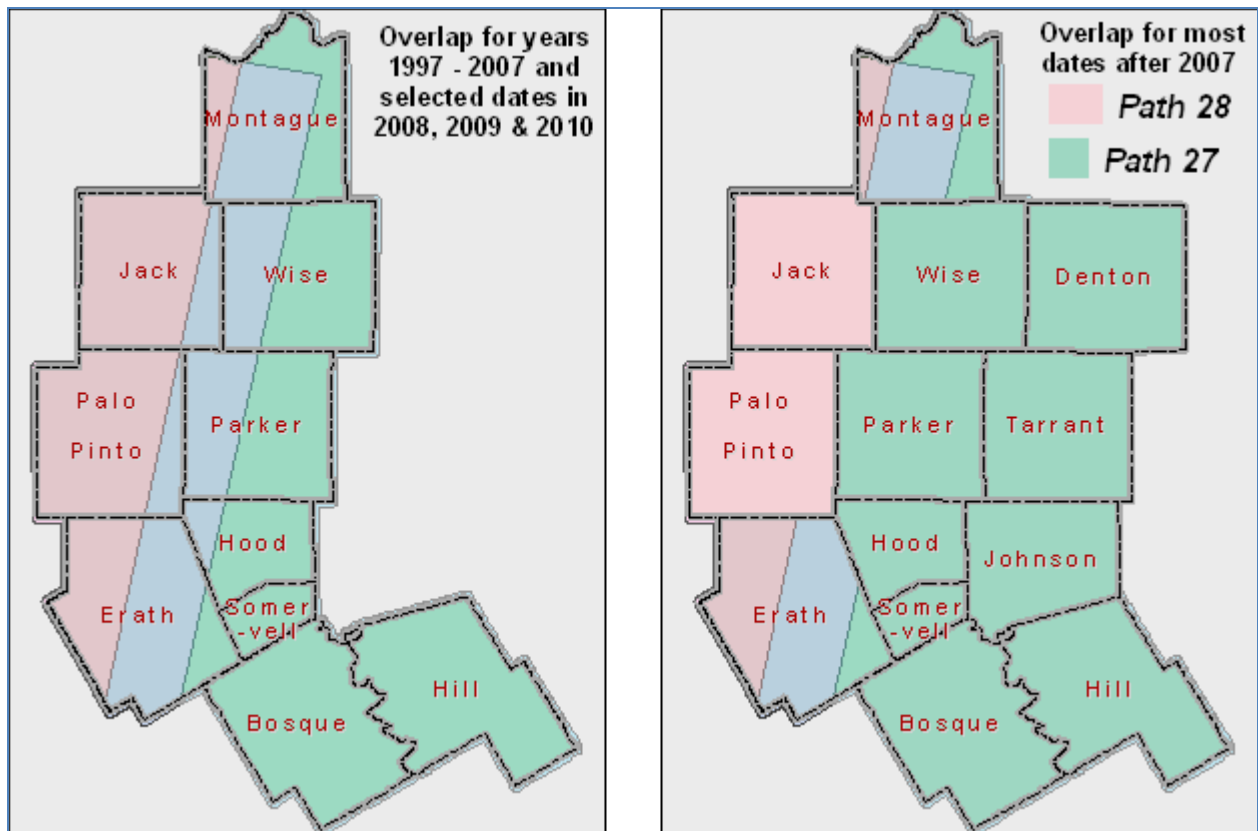 Overlap for years
1997 - 2007 and
selected dates in
2008, 2009 & 2010
Montague
Jack
Wise
Palo
Pinto
Parker
Hood
Erath
Somer
-vell
Bosque
Hill
Overlap for most
dates after 2007
Path 28
Path 27
Montague
Jack
Wise
Denton
Palo
Pinto
Parker
Tarrant
Hood
Johnson
Erath
Somer
-vell
Bosque
Hill